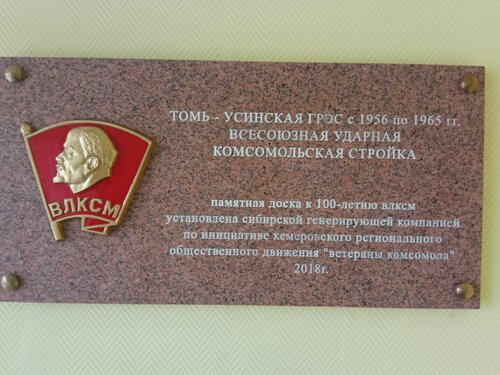 ТОМЬ - УСИНСКАЯ ГРЭС с 1956 по 1965 гг.
ВСЕСОЮЗНАЯ УДАРНАЯ
КОМСОМОЛЬСКАЯ СТРОЙКА
ВЛКСМ
памятная доска к 100-летию влксм
установлена сибирской генерирующей компанией
по инициативе кемеровского регионального
общественного движения "ветераны комсомола"
2018г.